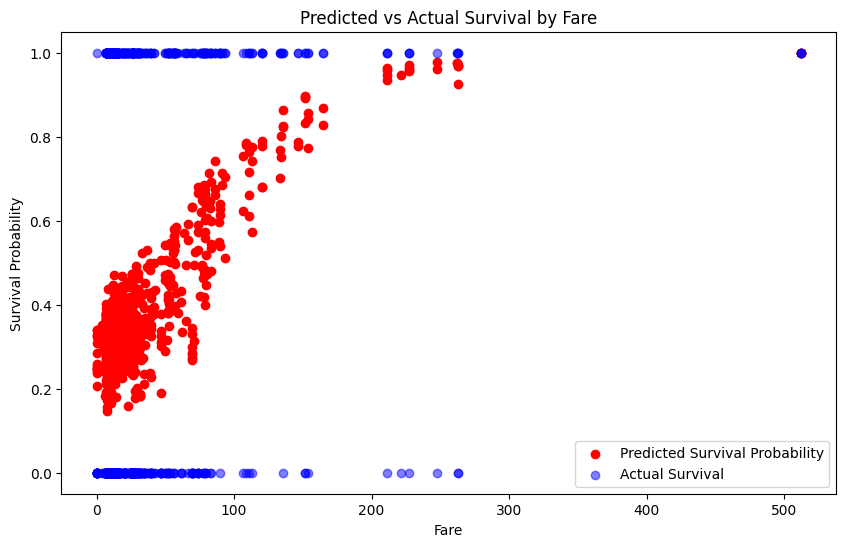 Predicted vs Actual Survival by Fare
Survival Probability
1.0
0.8
0.6
0.4
0.2
0.0
Predicted Survival Probability
Actual Survival
0 100 200 300 400 500
Fare